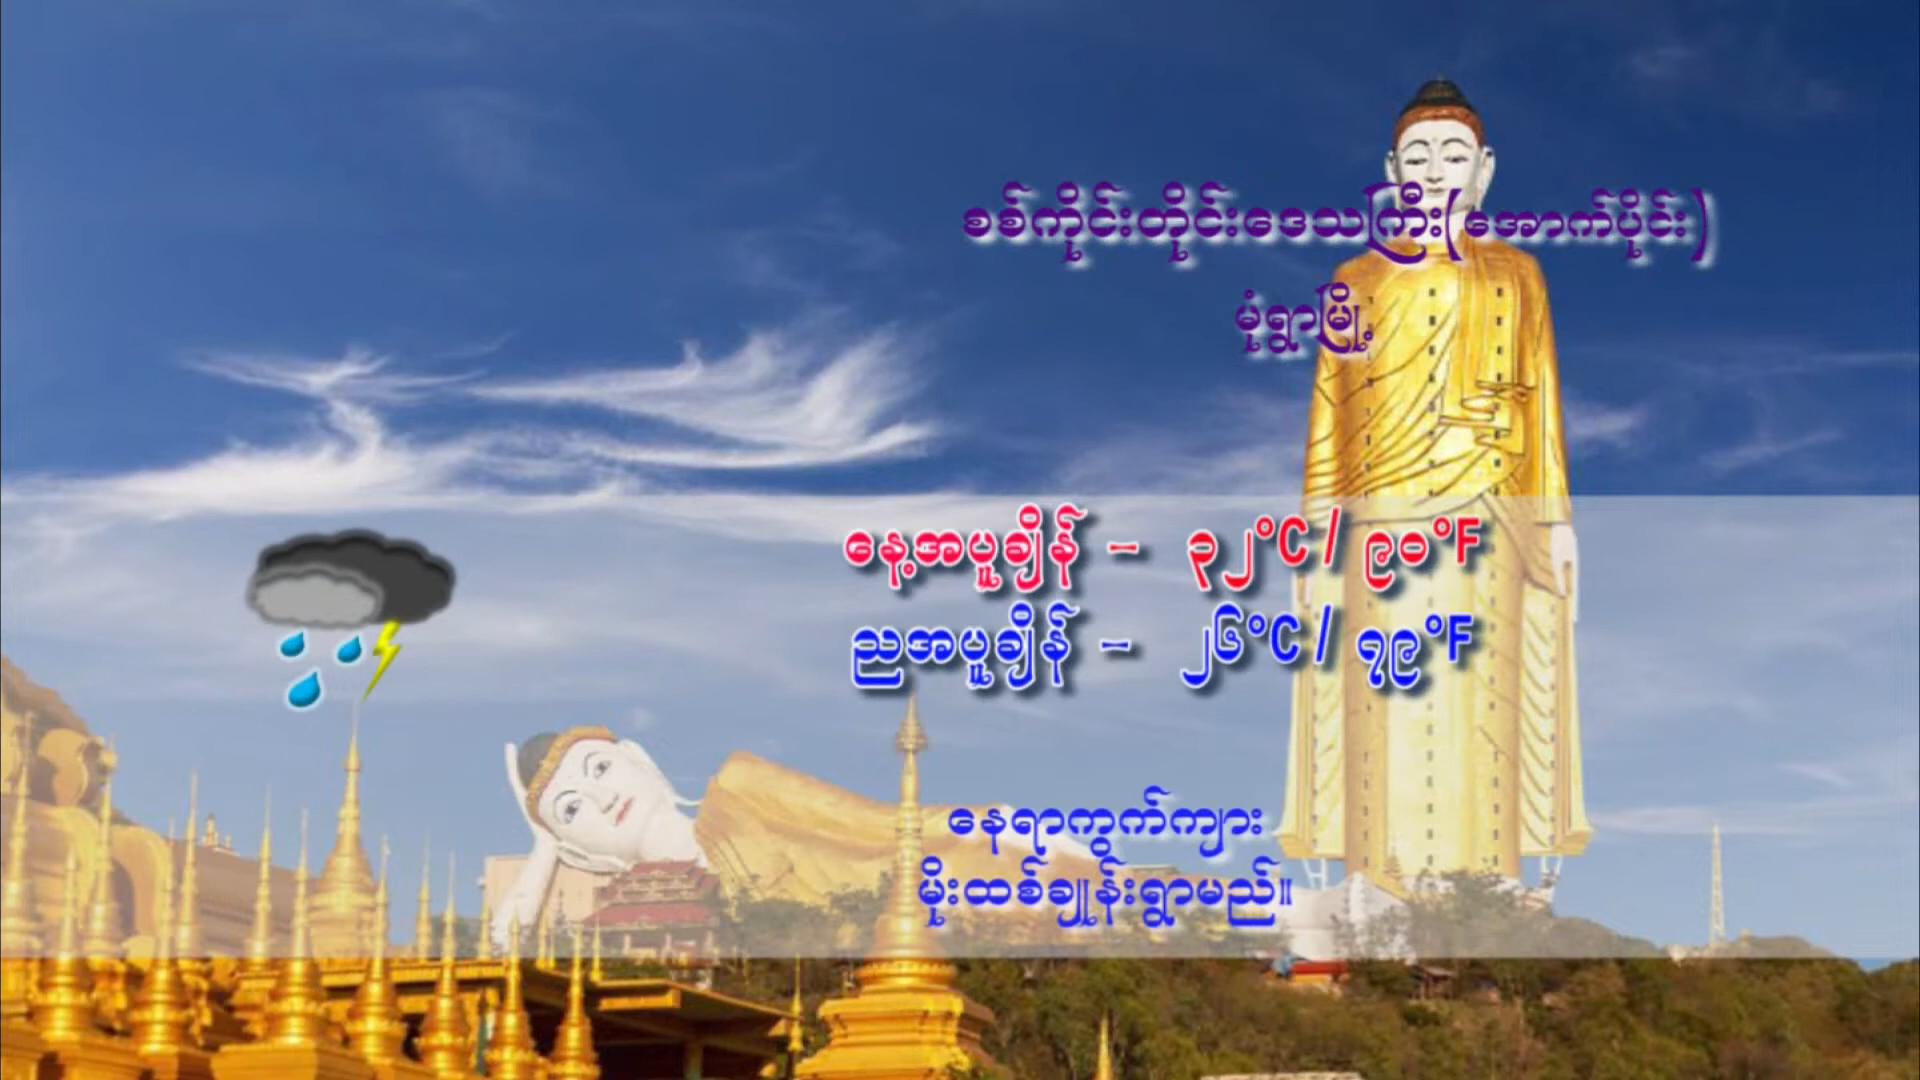 စစ်ကိုင်းတိုင်းဒေသကြီး(အောက်ပိုင်း)
မုံရွာမြို့
နေ့အပူချိန် - ၃၂°C / ၉၀°F
ညအပူချိန် - ၂၆°C / ၇၉°F
နေရာကွက်ကျား
မိုးထစ်ချုန်းရွာမည်။